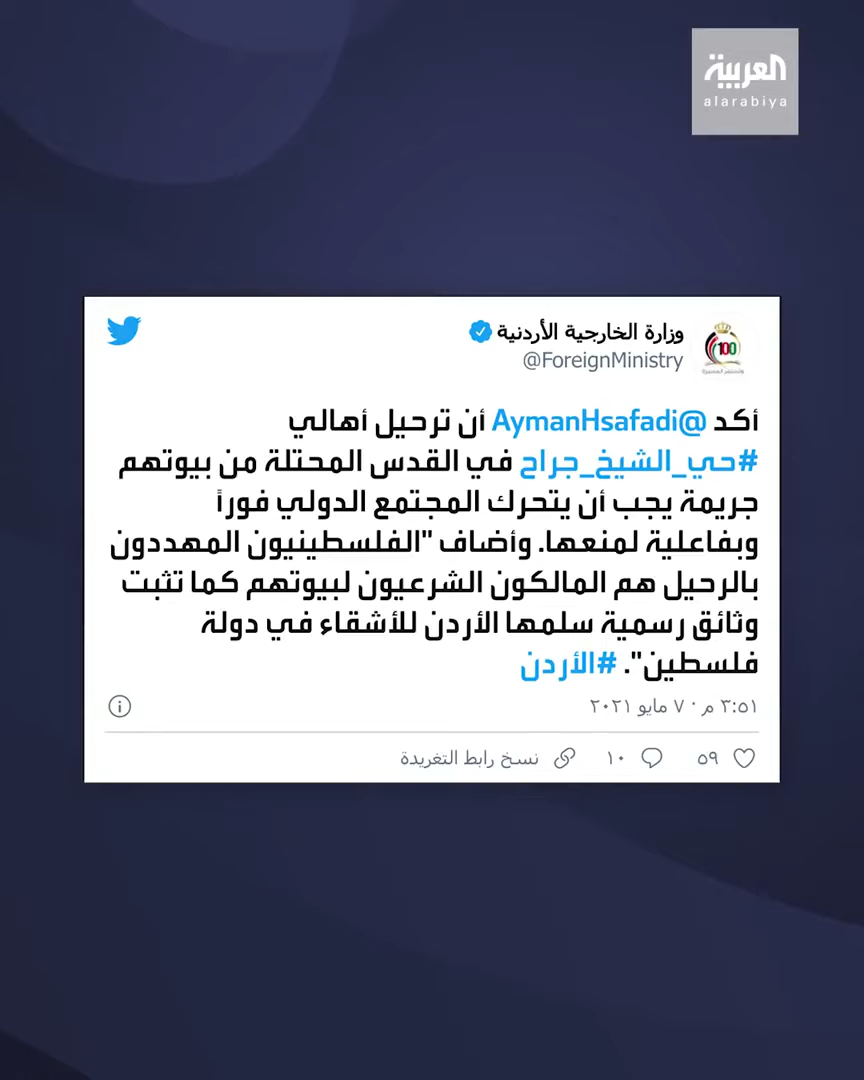 العربية
alarabiya
وزارة الخارجية الأردنية
@ForeignMinistry
100
أكد @AymanHsafadi أن ترحيل أهالي
#حي_الشيخ_جراح في القدس المحتلة من بيوتهم
جريمة يجب أن يتحرك المجتمع الدولي فوراً
وبفاعلية لمنعها. وأضاف "الفلسطينيون المهددون
بالرحيل هم المالكون الشرعيون لبيوتهم كما تثبت
وثائق رسمية سلمها الأردن للأشقاء في دولة
فلسطين". #الأردن
٣:٥١ م · ٧ مايو ٢٠٢١
٥٩ ١٠ نسخ رابط التغريدة